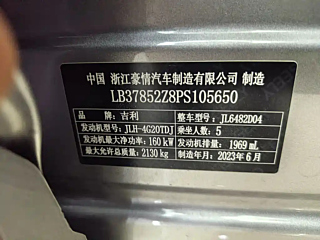 中国 浙江豪情汽车制造有限公司 制造
LB37852Z8PS105650
品牌：吉利 整车型号：JL6482D04
发动机型号：JLH-4G20TDJ 乘坐人数：5
发动机最大净功率：160 kW 发动机排量：1969 mL
最大允许总质量：2130 kg 制造年月：2023年6月